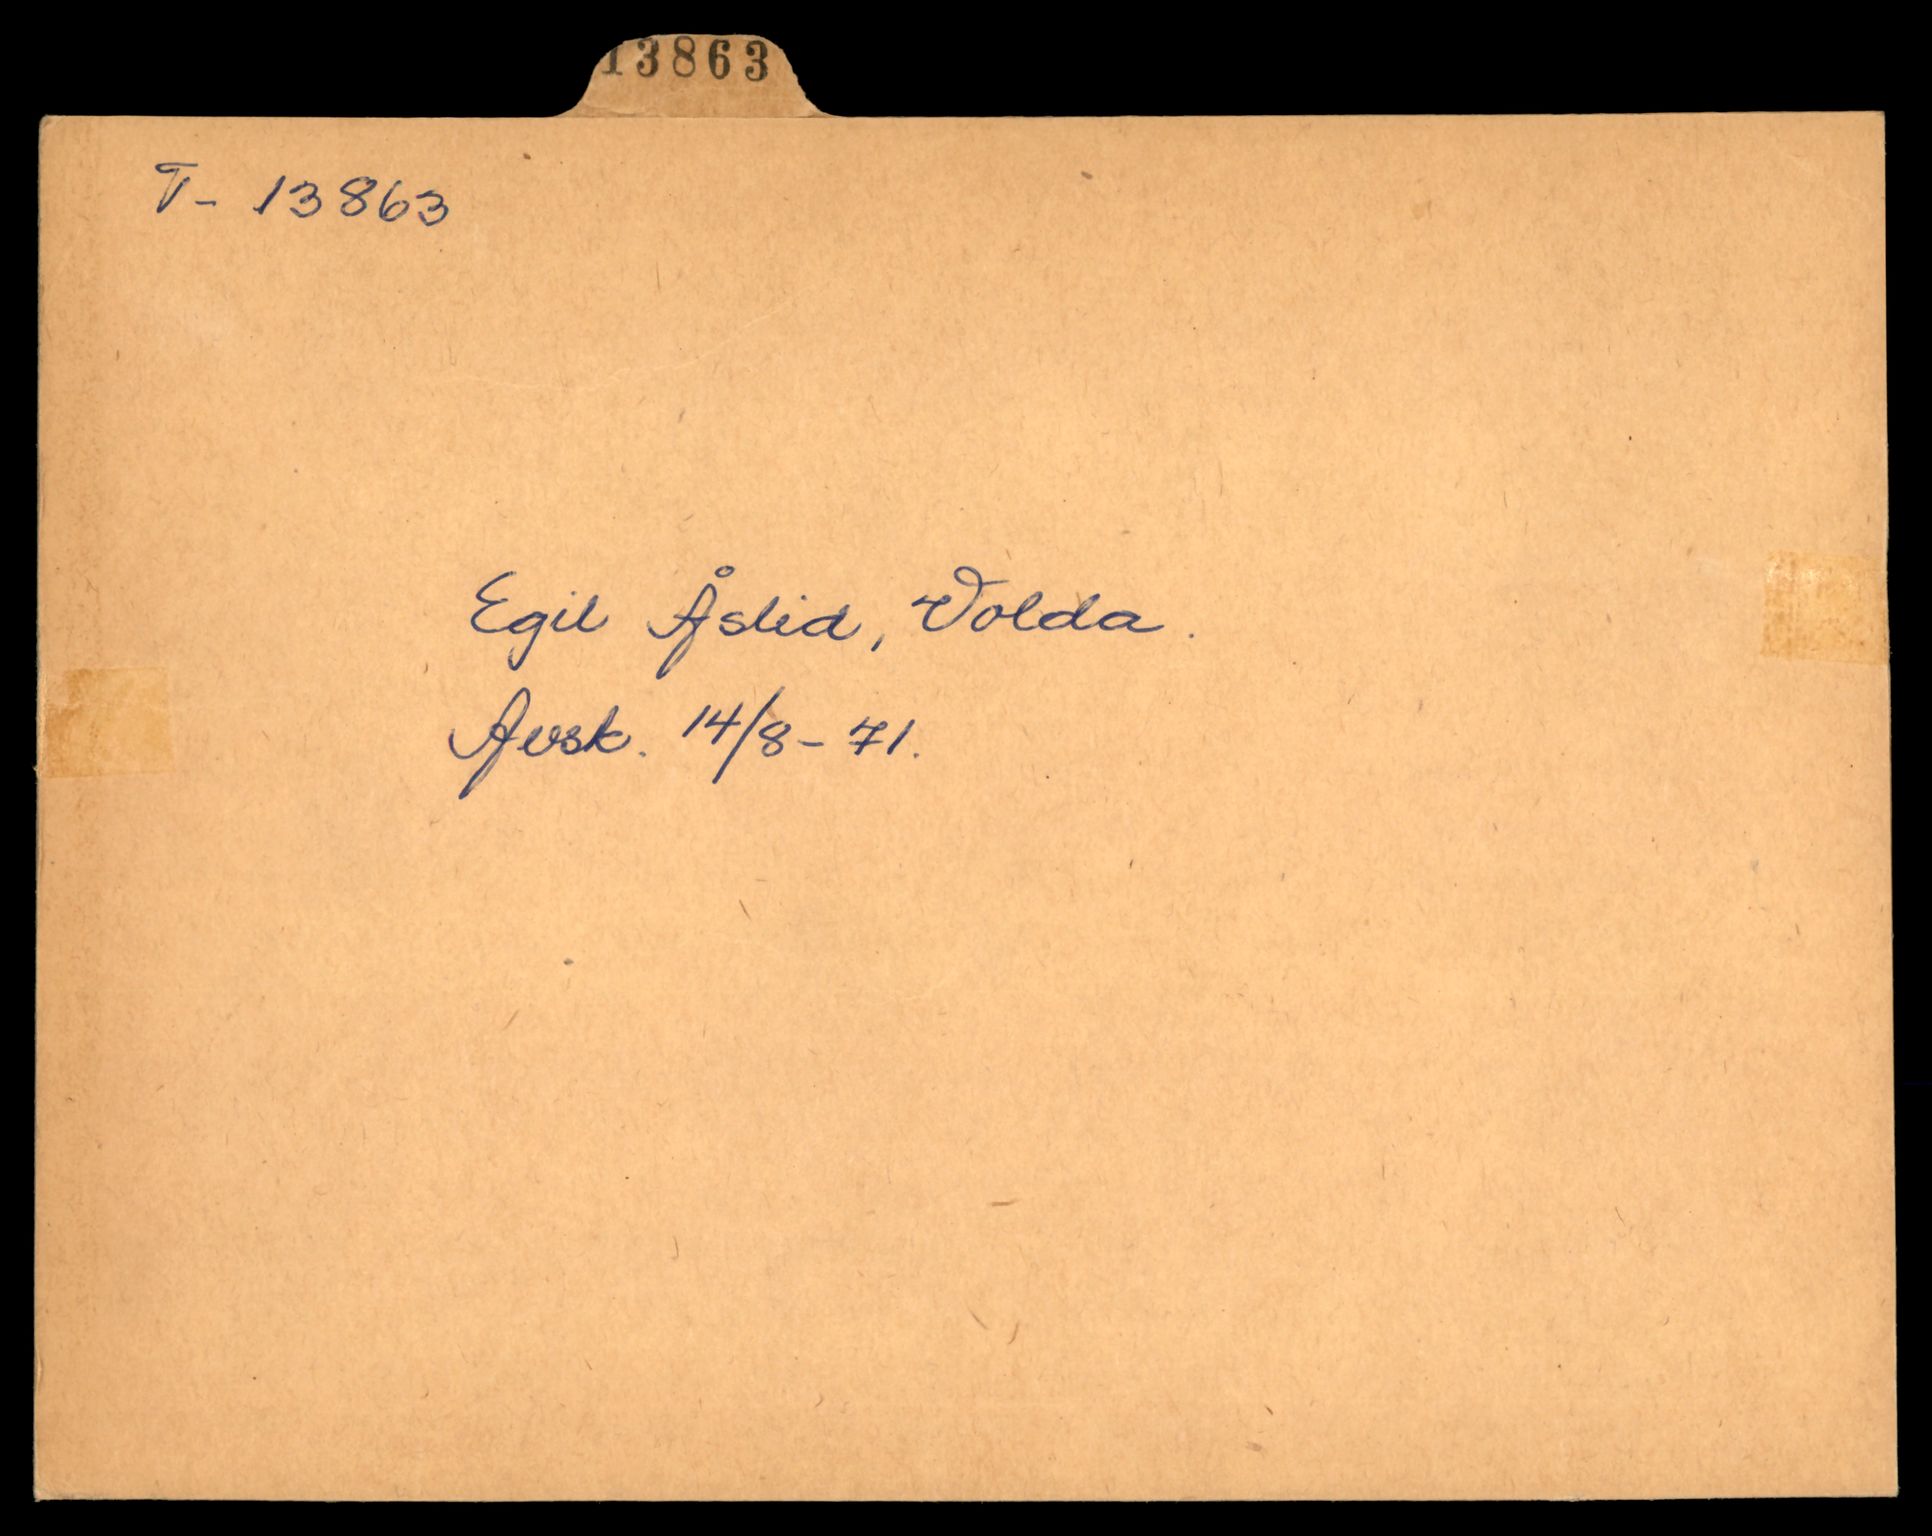 13863
T- 13863
Egil Åslid, Volda.
Avsk. 14/8-71.